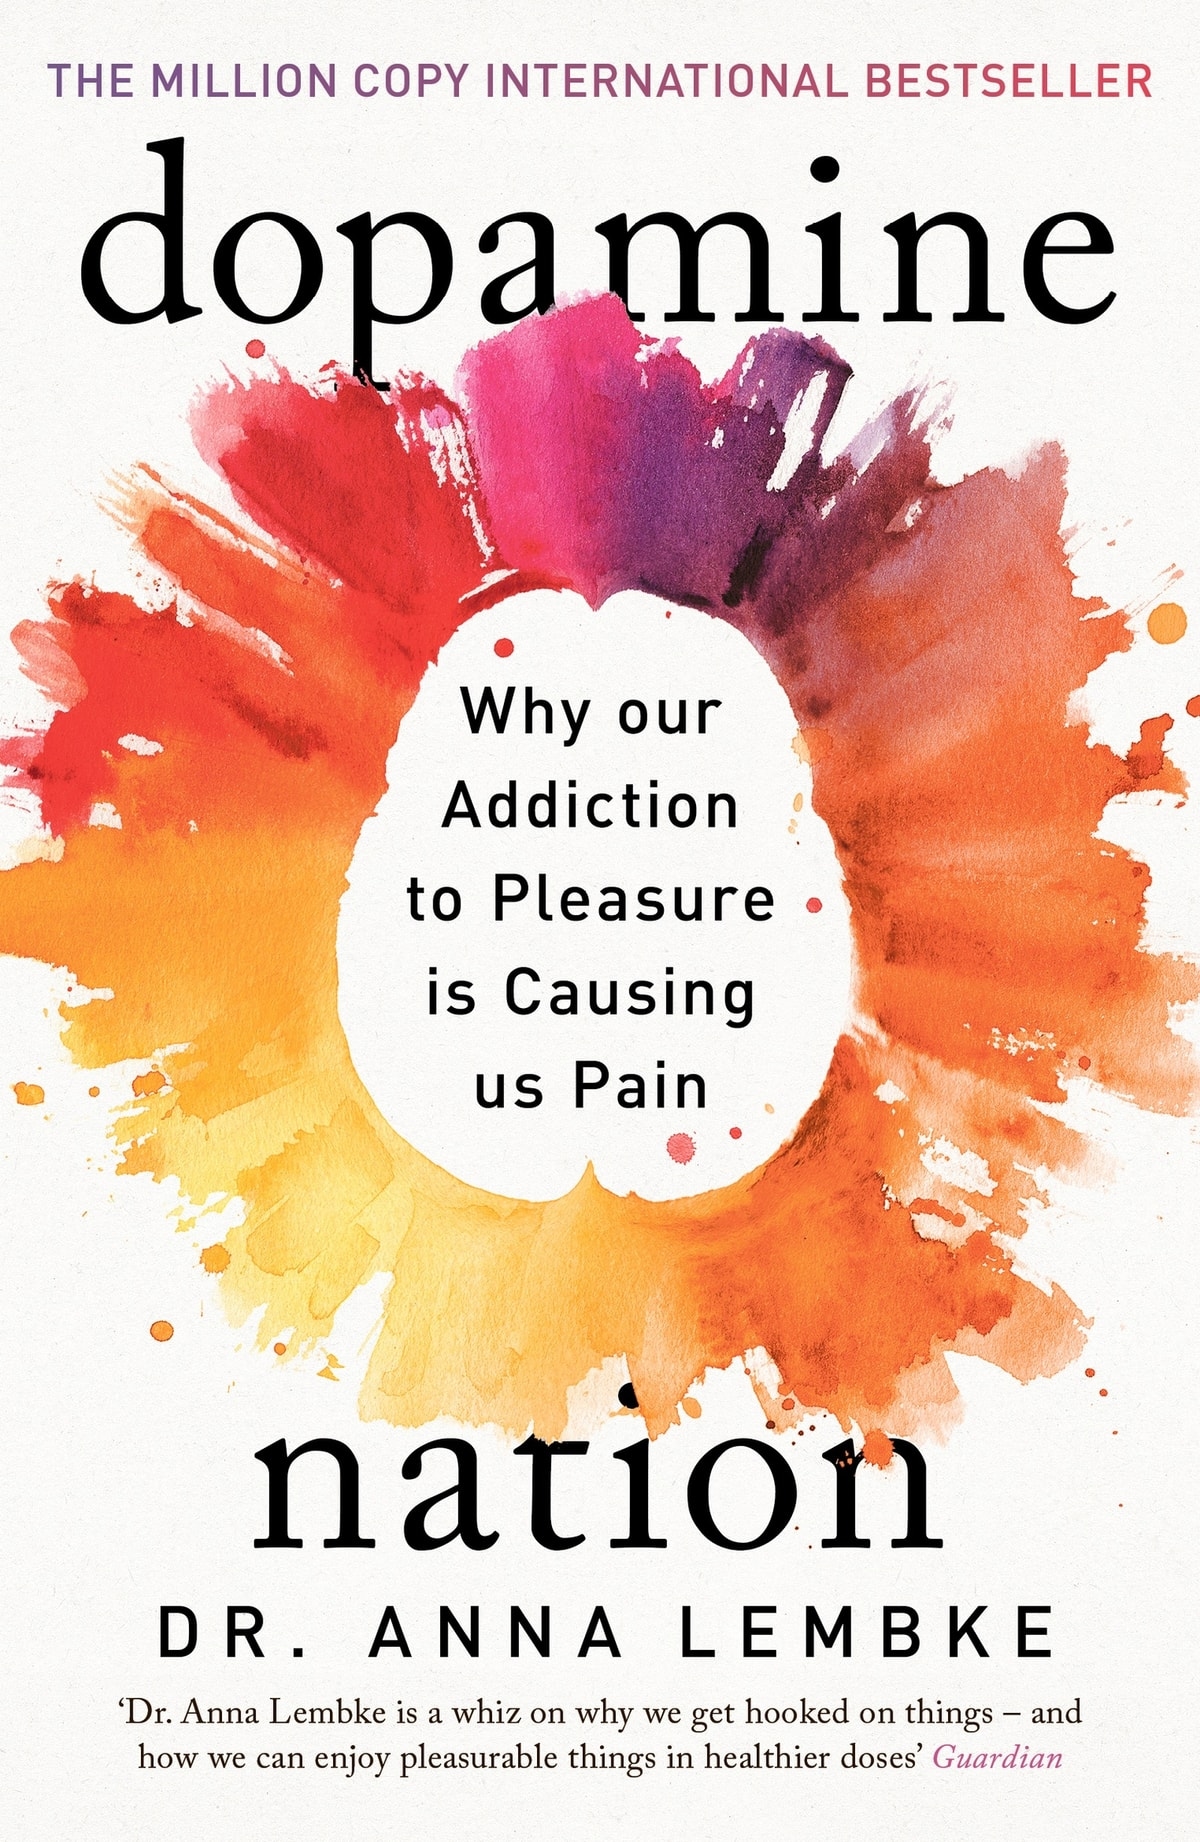 THE MILLION COPY INTERNATIONAL BESTSELLER
dopamine
Why our
Addiction
to Pleasure
is Causing
us Pain
nation
DR. ANNA LEMBKE
‘Dr. Anna Lembke is a whiz on why we get hooked on things – and
how we can enjoy pleasurable things in healthier doses’ Guardian